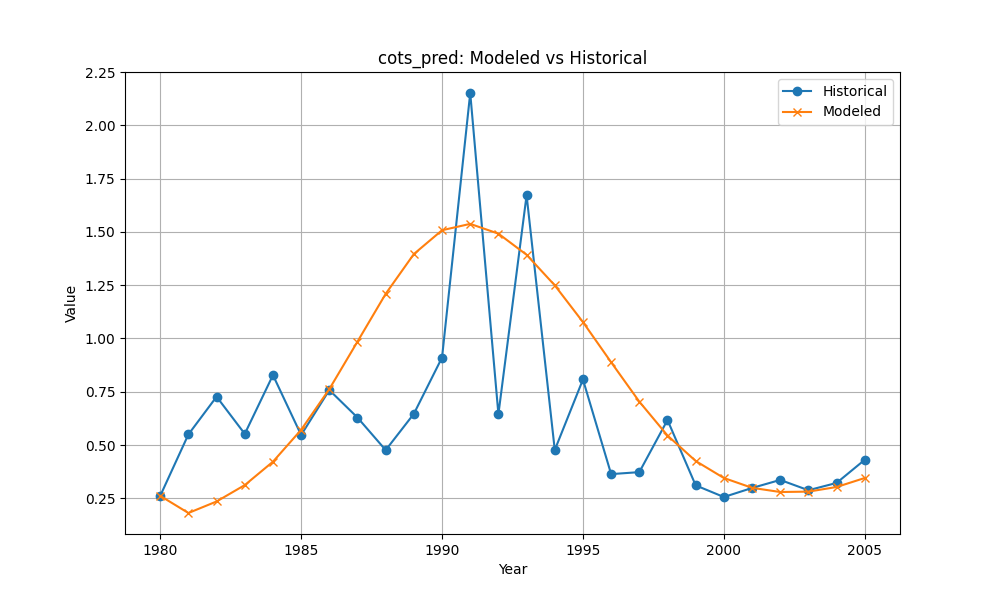 cots_pred: Modeled vs Historical
Historical
Modeled
Value
2.25
2.00
1.75
1.50
1.25
1.00
0.75
0.50
0.25
1980 1985 1990 1995 2000 2005
Year